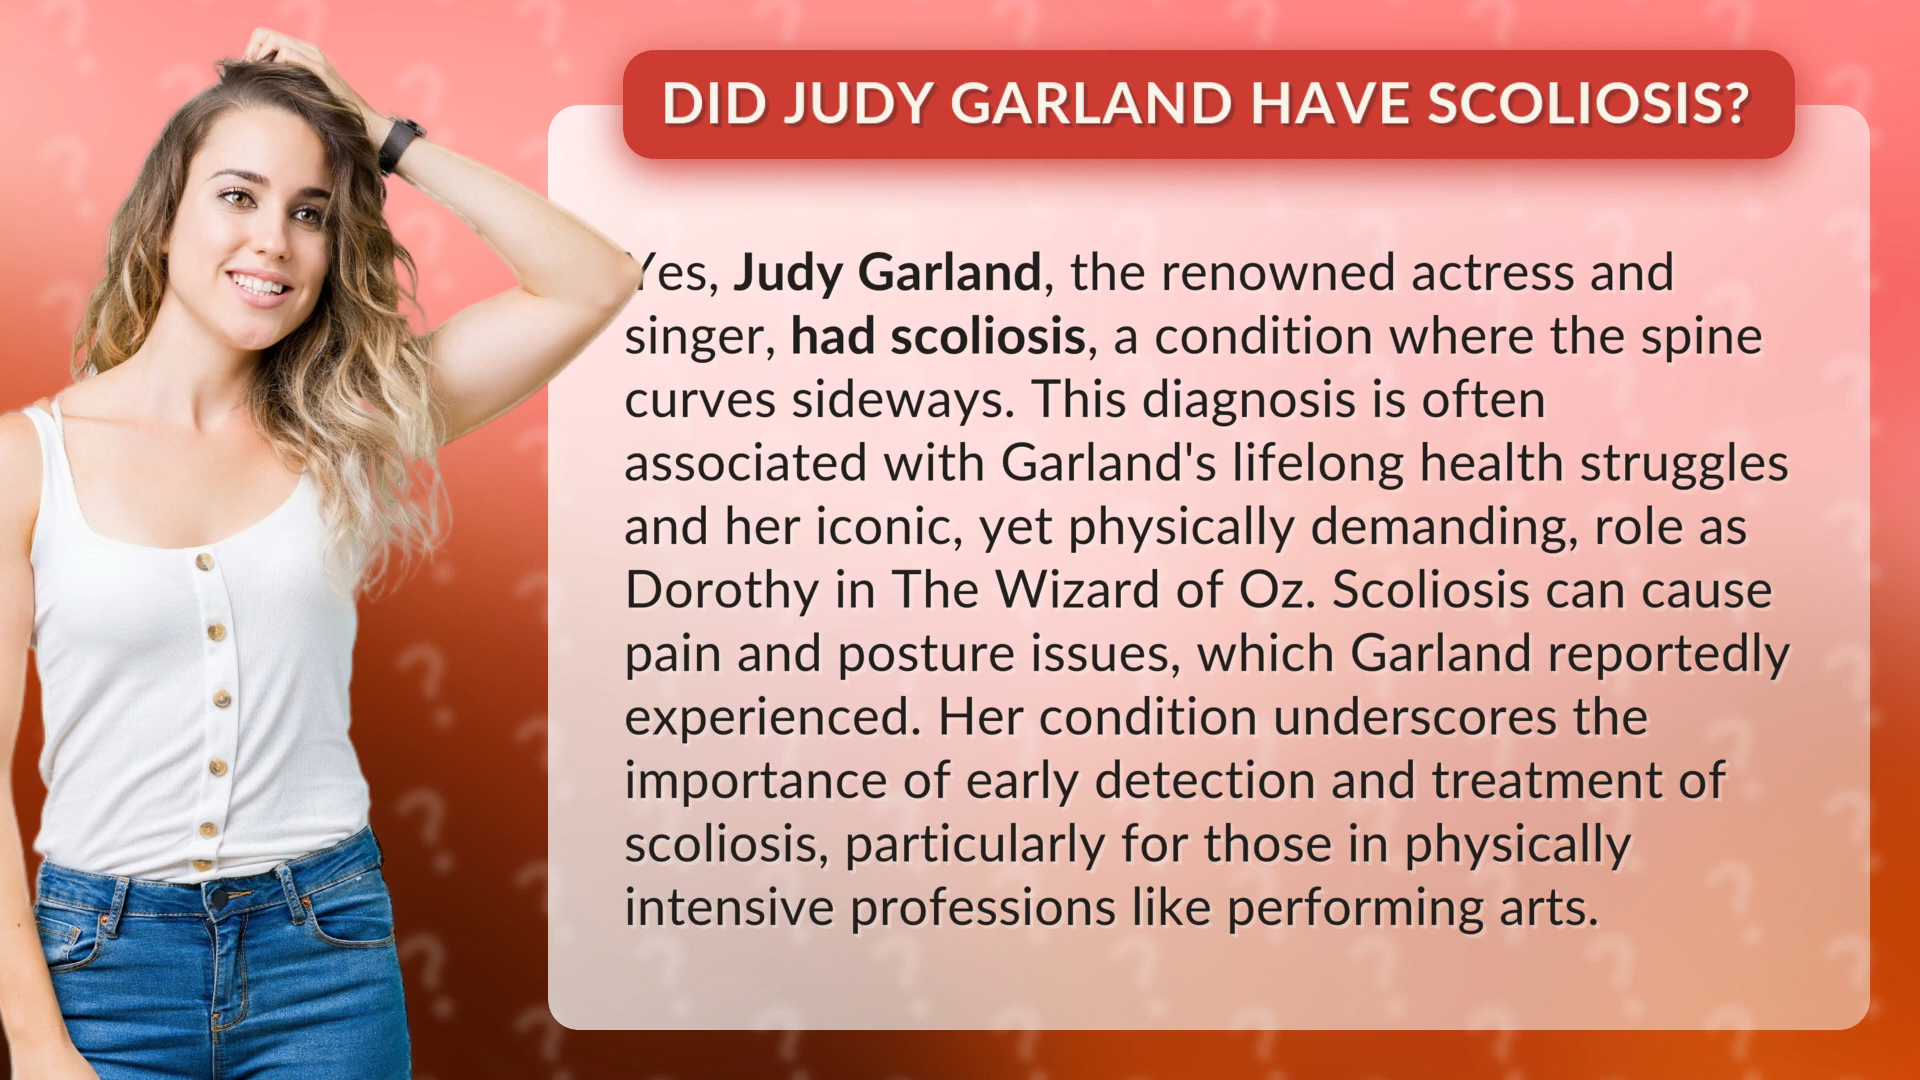 DID JUDY GARLAND HAVE SCOLIOSIS?
Yes, Judy Garland, the renowned actress and
singer, had scoliosis, a condition where the spine
curves sideways. This diagnosis is often
associated with Garland's lifelong health struggles
and her iconic, yet physically demanding, role as
Dorothy in The Wizard of Oz. Scoliosis can cause
pain and posture issues, which Garland reportedly
experienced. Her condition underscores the
importance of early detection and treatment of
scoliosis, particularly for those in physically
intensive professions like performing arts.